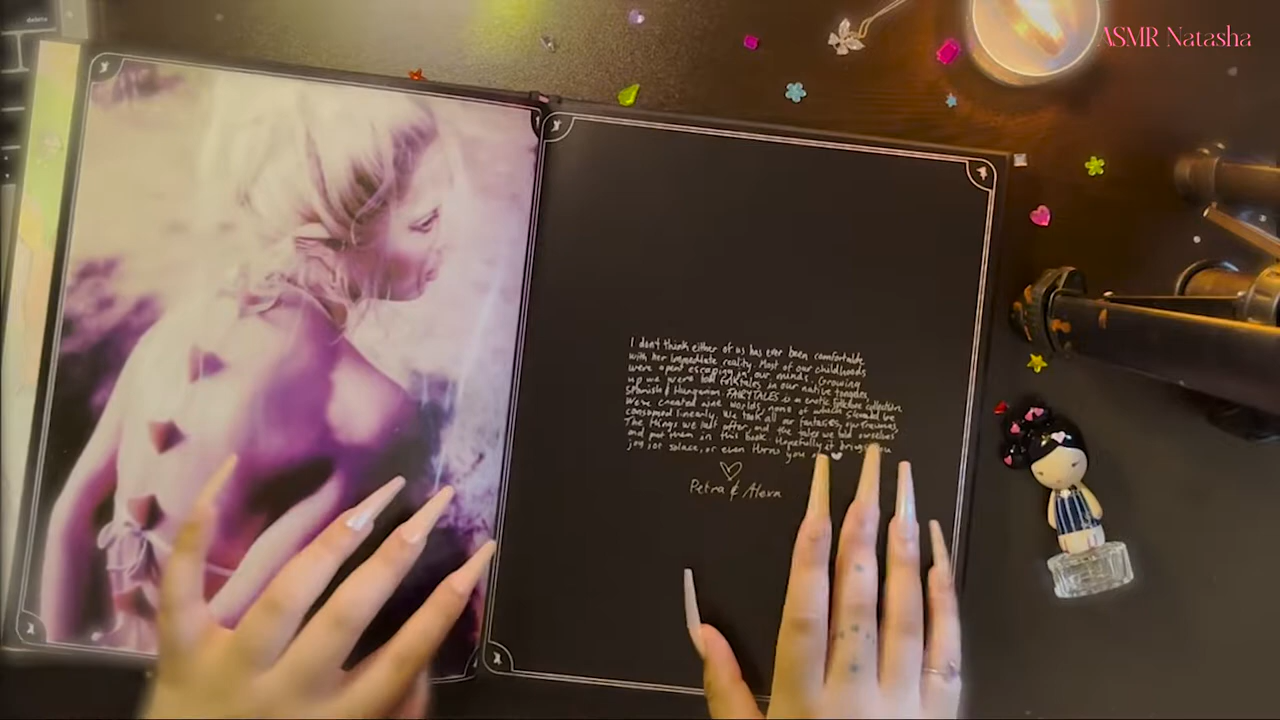 delete
ASMR Natasha
I don't think either of us has ever been comfortable
with her immediate reality. Most of our childhoods
were spent escaping in our minds. Growing
up we were told folktales in our native tongues,
Spanish & Hungarian. FAIRYTALES is an erotic folklore collection.
We've created nine worlds, none of which should be
consumed linearly. We took all our fantasies, our traumas,
The things we lust after, and the tales we told ourselves
and put them in this book. Hopefully it brings you
joy, or solace, or even turns you
Petra & Alexa